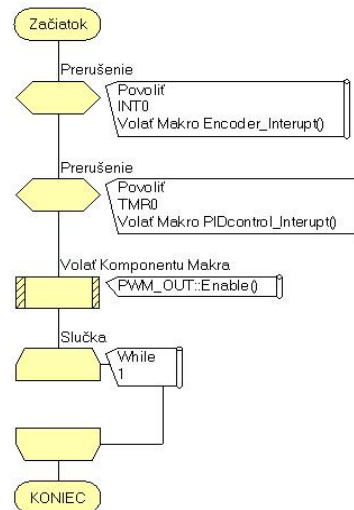 Začiatok
Prerušenie
Povoliť
INT0
Volať Makro Encoder_Interupt()
Prerušenie
Povoliť
TMR0
Volať Makro PIDcontrol_Interupt()
Volať Komponentu Makra
PWM_OUT::Enable()
Slučka
While
1
KONIEC